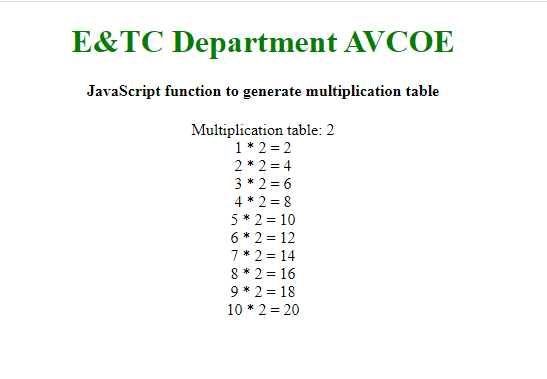 E&TC Department AVCOE
JavaScript function to generate multiplication table
Multiplication table: 2
1 * 2 = 2
2 * 2 = 4
3 * 2 = 6
4 * 2 = 8
5 * 2 = 10
6 * 2 = 12
7 * 2 = 14
8 * 2 = 16
9 * 2 = 18
10 * 2 = 20